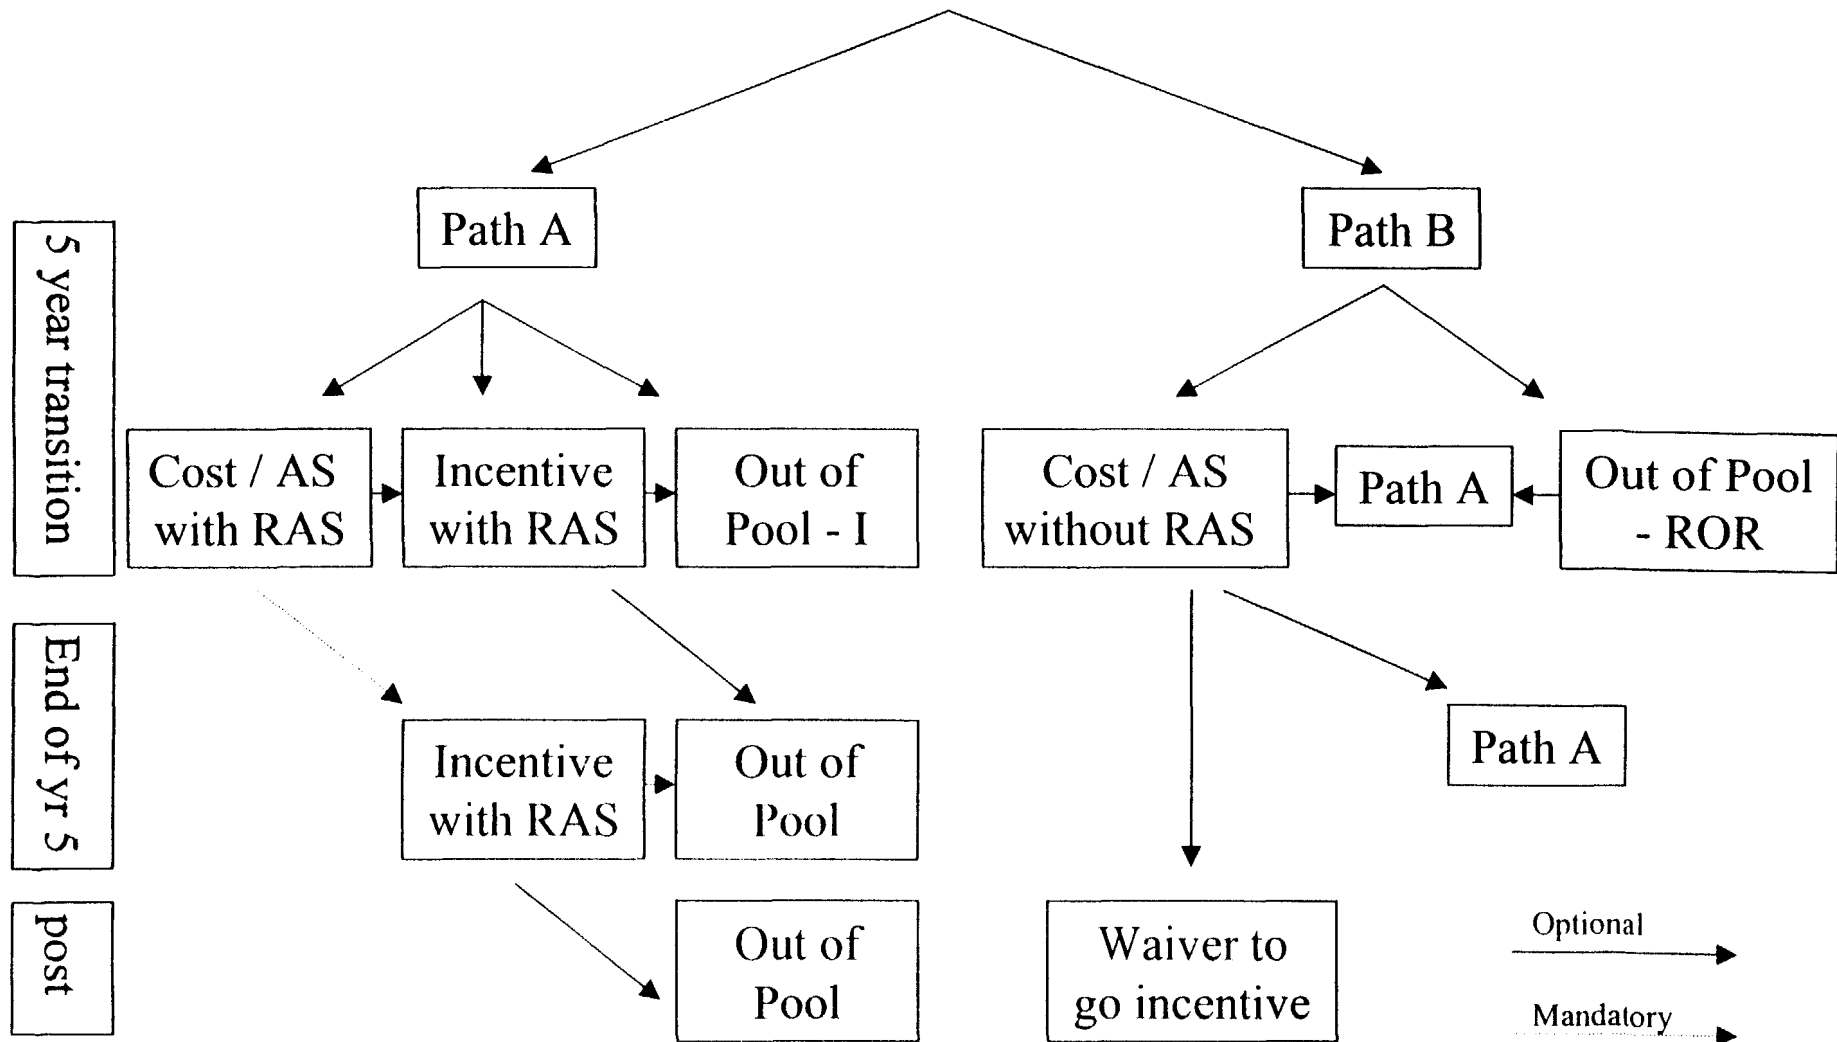 Path A
Path B
5 year transition
Cost / AS
with RAS
Incentive
with RAS
Out of
Pool - I
Cost / AS
without RAS
Path A
Out of Pool
- ROR
End of yr 5
Incentive
with RAS
Out of
Pool
Path A
post
Out of
Pool
Waiver to
go incentive
Optional
Mandatory